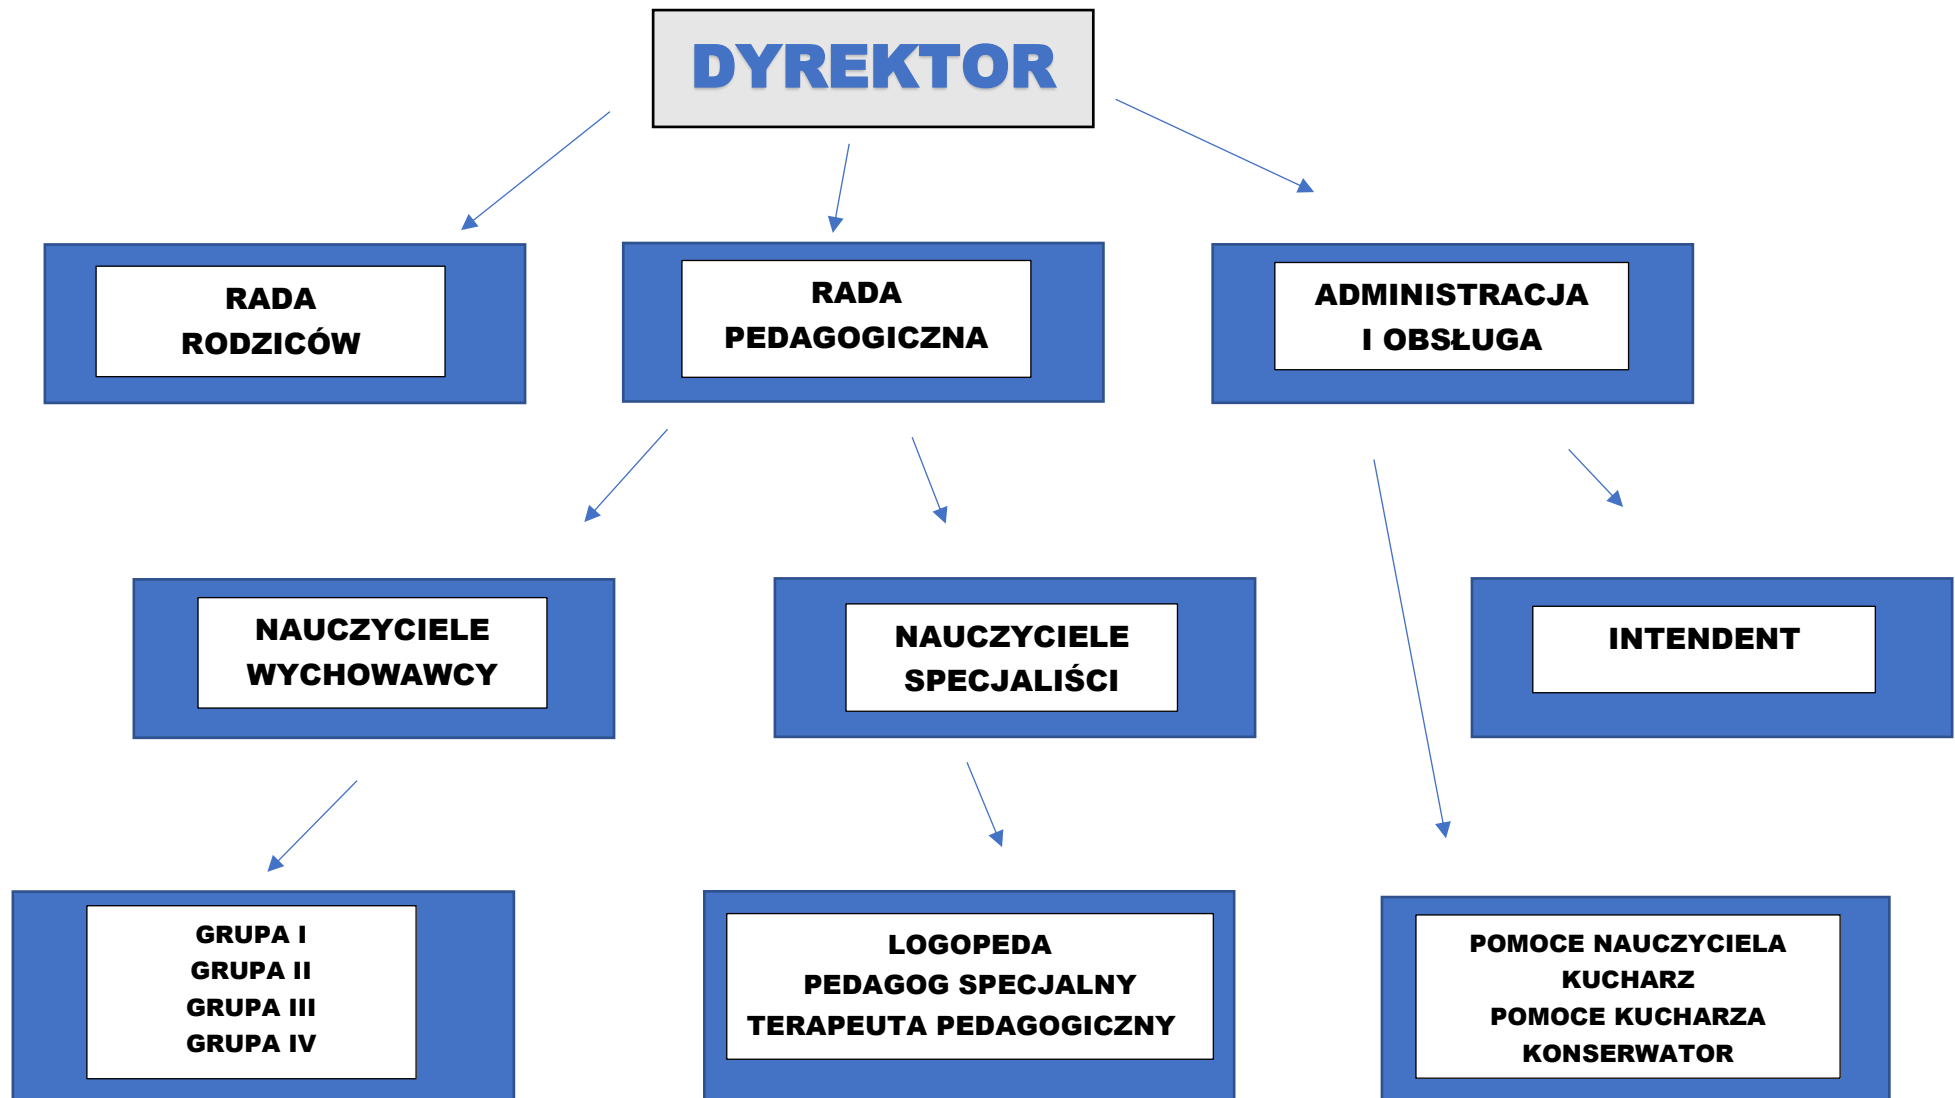 DYREKTOR
RADA
RODZICÓW
RADA
PEDAGOGICZNA
ADMINISTRACJA
I OBSŁUGA
NAUCZYCIELE
WYCHOWAWCY
NAUCZYCIELE
SPECJALIŚCI
INTENDENT
GRUPA I
GRUPA II
GRUPA III
GRUPA IV
LOGOPEDA
PEDAGOG SPECJALNY
TERAPEUTA PEDAGOGICZNY
POMOCE NAUCZYCIELA
KUCHARZ
POMOCE KUCHARZA
KONSERWATOR